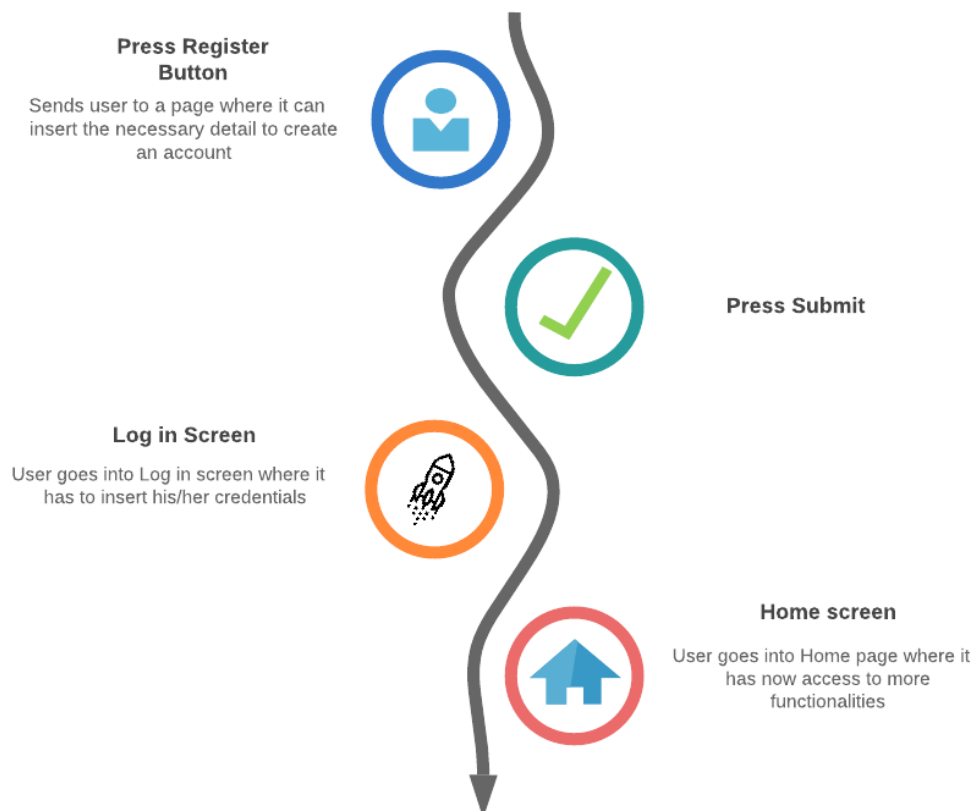 Press Register
Button
Sends user to a page where it can
insert the necessary detail to create
an account
Press Submit
Log in Screen
User goes into Log in screen where it
has to insert his/her credentials
Home screen
User goes into Home page where it
has now access to more
functionalities